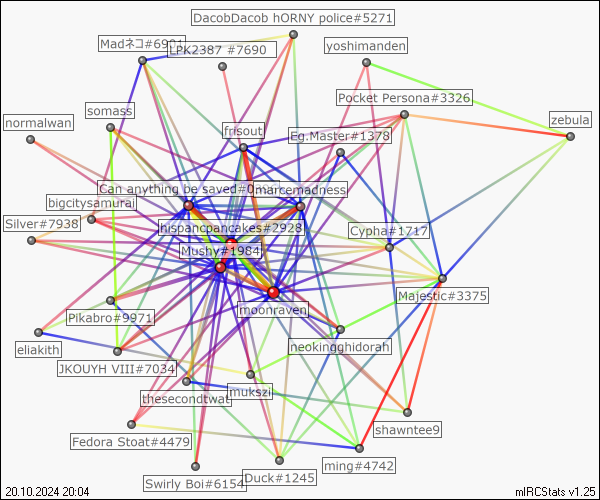 DacobDacob hORNY police#5271
Madネコ#6901
LPK2387 #7690
yoshimanden
Pocket Persona#3326
somass
zebula
normalwan
frisout
Eg.Master#1378
Can anything be saved#0
marcemadness
bigcitysamurai
Silver#7938
hispancpancakes#2928
Cypha#1717
Mushy#1984
Majestic#3375
moonraven
Pikabro#9971
neokingghidorah
eliakith
JKOUYH VIII#7034
mukszi
thesecondtwat
shawntee9
Fedora Stoat#4479
ming#4742
Swirly Boi#6154
Duck#1245
20.10.2024 20:04
mIRCStats v1.25